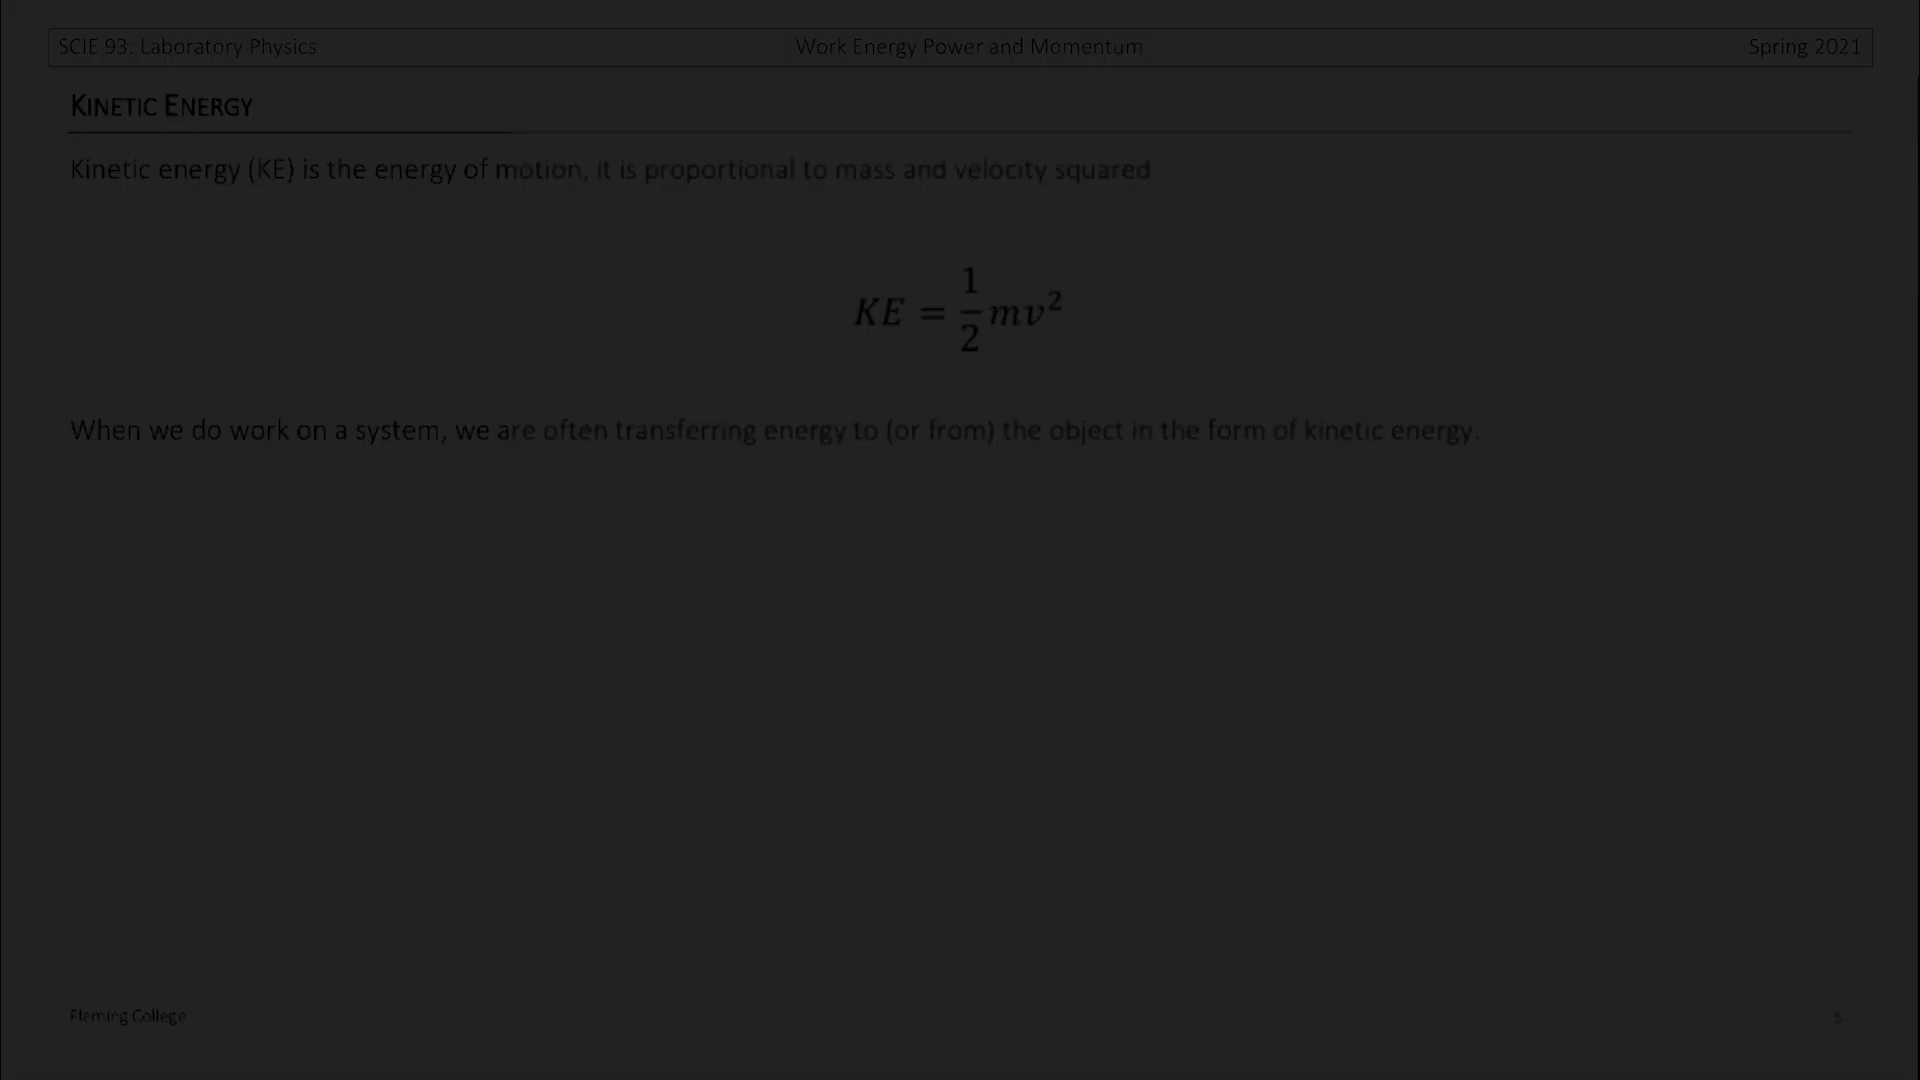 SCIE 93: Laboratory Physics Work Energy Power and Momentum Spring 2021
KINETIC ENERGY
Kinetic energy (KE) is the energy of motion, it is proportional to mass and velocity squared
KE = 1/2 mv²
When we do work on a system, we are often transferring energy to (or from) the object in the form of kinetic energy.
Fleming College 5